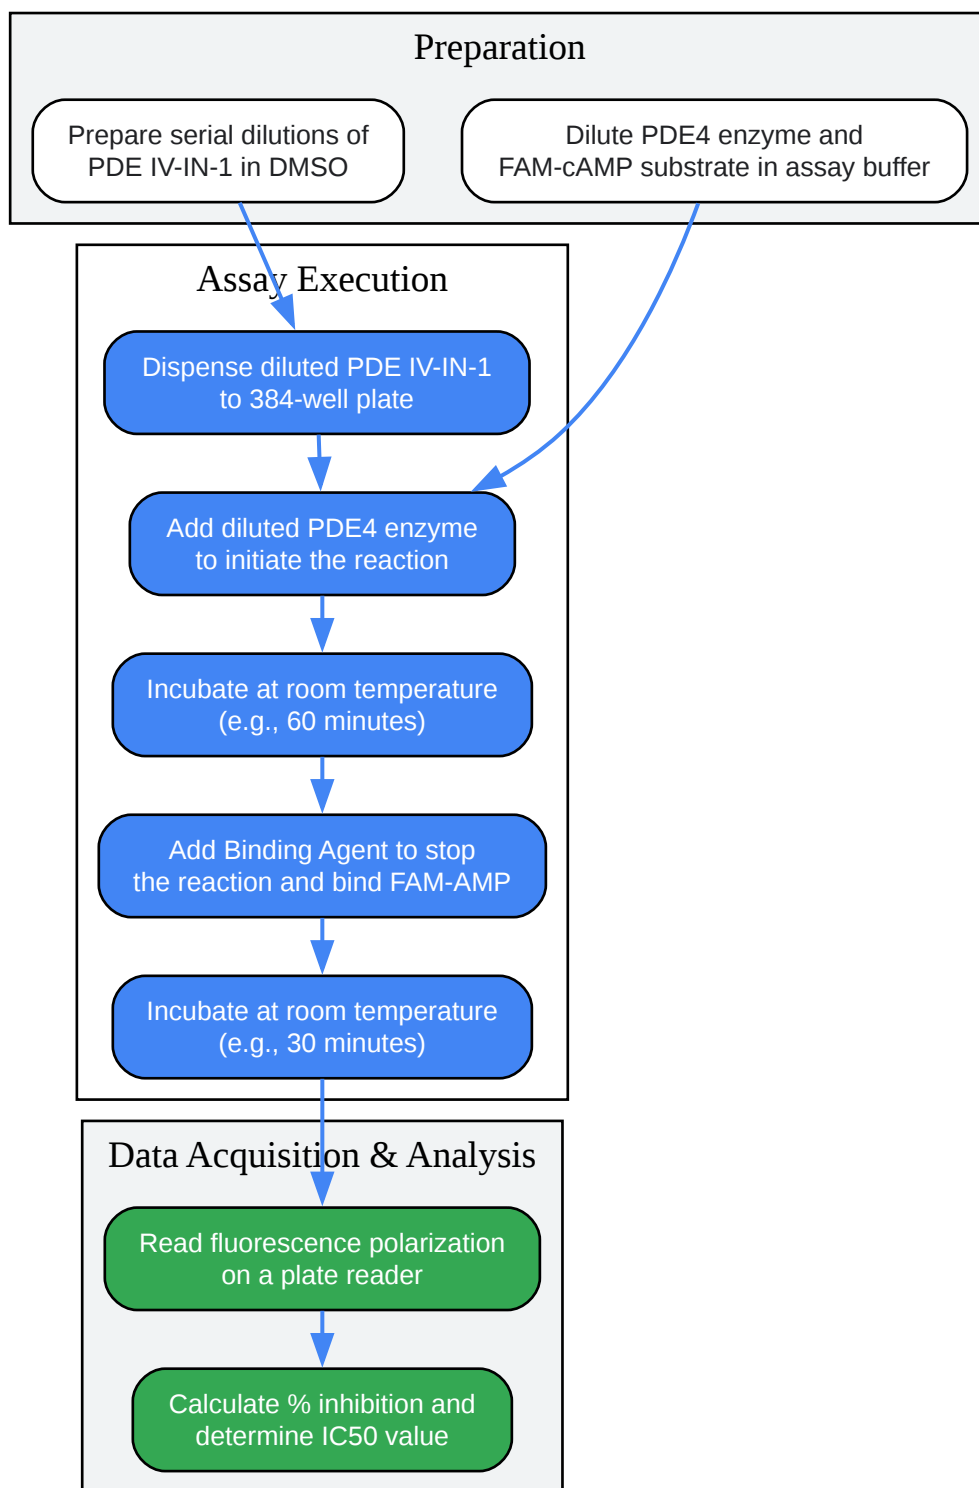 Preparation
Prepare serial dilutions of
PDE IV-IN-1 in DMSO
Dilute PDE4 enzyme and
FAM-cAMP substrate in assay buffer
Assay Execution
Dispense diluted PDE IV-IN-1
to 384-well plate
Add diluted PDE4 enzyme
to initiate the reaction
Incubate at room temperature
(e.g., 60 minutes)
Add Binding Agent to stop
the reaction and bind FAM-AMP
Incubate at room temperature
(e.g., 30 minutes)
Data Acquisition & Analysis
Read fluorescence polarization
on a plate reader
Calculate % inhibition and
determine IC50 value